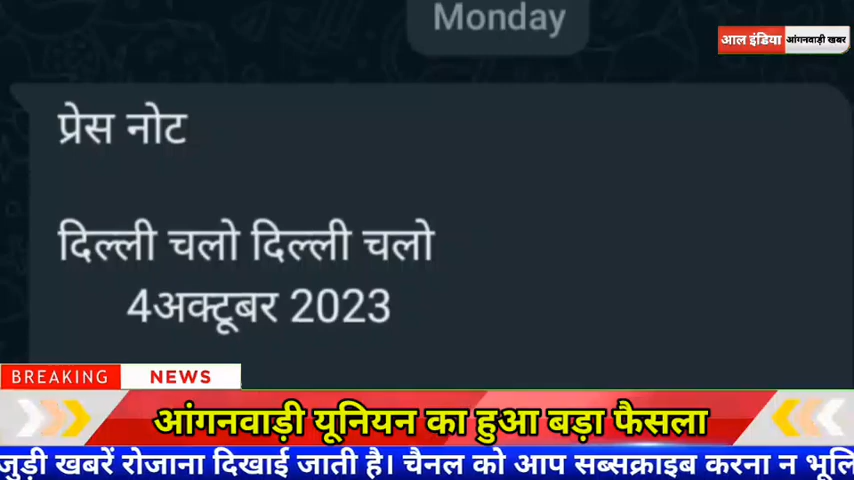 Monday
आल इंडिया आंगनवाड़ी खबर
प्रेस नोट
दिल्ली चलो दिल्ली चलो
4अक्टूबर 2023
BREAKING NEWS
आंगनवाड़ी यूनियन का हुआ बड़ा फैसला
जुड़ी खबरें रोजाना दिखाई जाती है। चैनल को आप सब्सक्राइब करना न